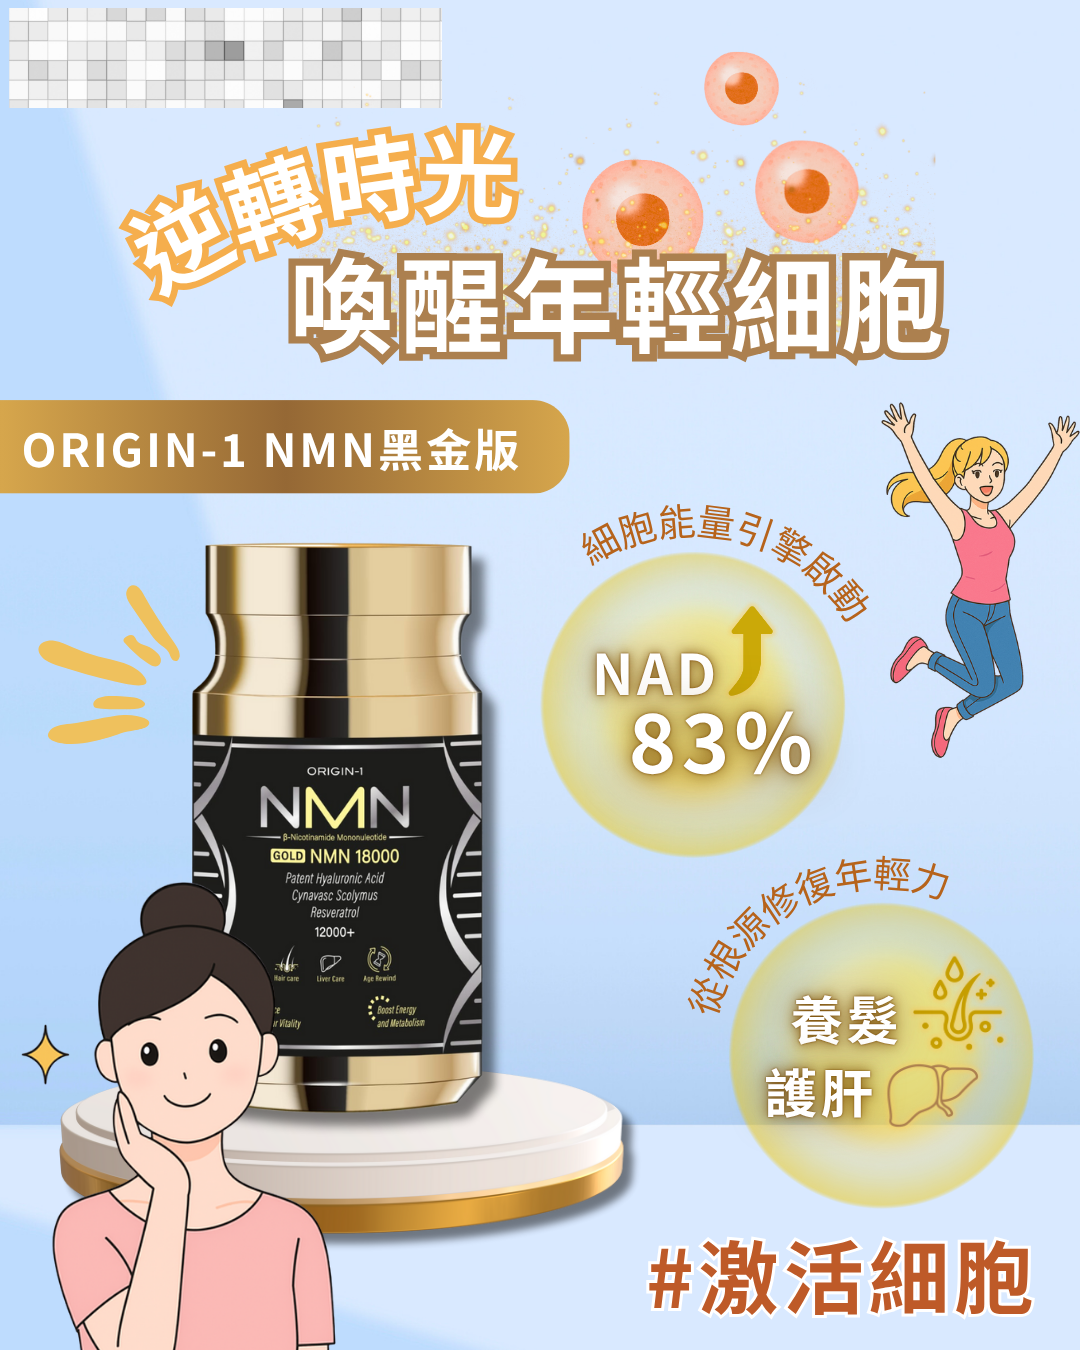 逆轉時光
喚醒年輕細胞
ORIGIN-1 NMN黑金版
細胞能量引擎啟動
NAD
83%
ORIGIN-1
NMN
β-Nicotinamide Mononuleotide
GOLD NMN 18000
Patent Hyaluronic Acid
Cynavasc Scolymus
Resveratrol
12000+
Hair care Liver Care Age Rewind
Boost Energy
Vitality and Metabolism
從根源修復年輕力
養髮
護肝
#激活細胞